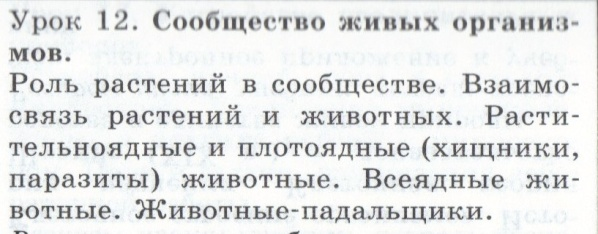 Урок 12. Сообщество живых организ-
мов.
Роль растений в сообществе. Взаимо-
связь растений и животных. Расти-
тельноядные и плотоядные (хищники,
паразиты) животные. Всеядные жи-
вотные Животные-падальщики.